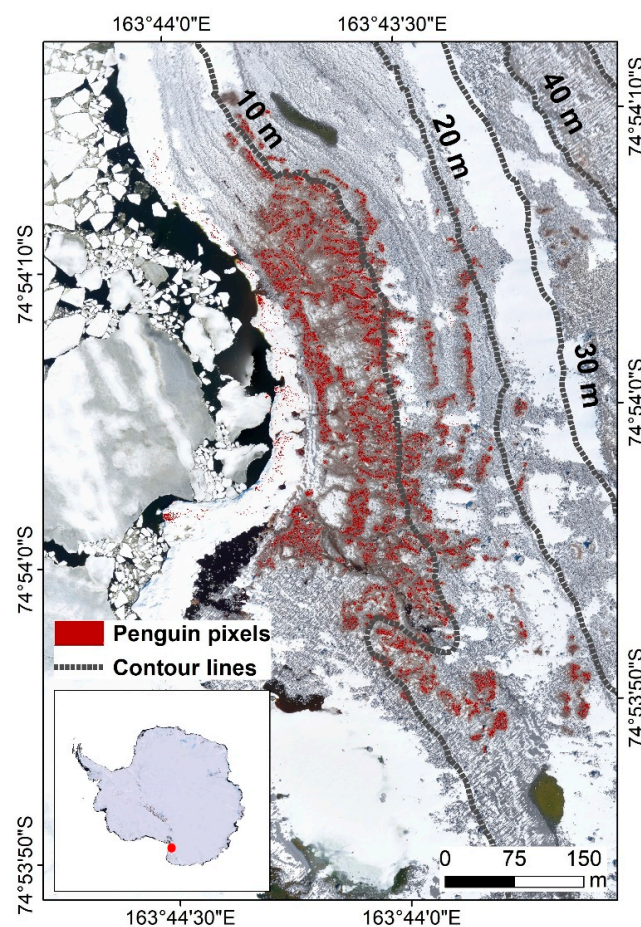 163°44'0"E
163°43'30"E
74°54'10"S
74°54'10"S
10 m
20 m
40 m
30 m
74°54'0"S
74°54'0"S
Penguin pixels
Contour lines
74°53'50"S
74°53'50"S
0
75
150
m
163°44'30"E
163°44'0"E